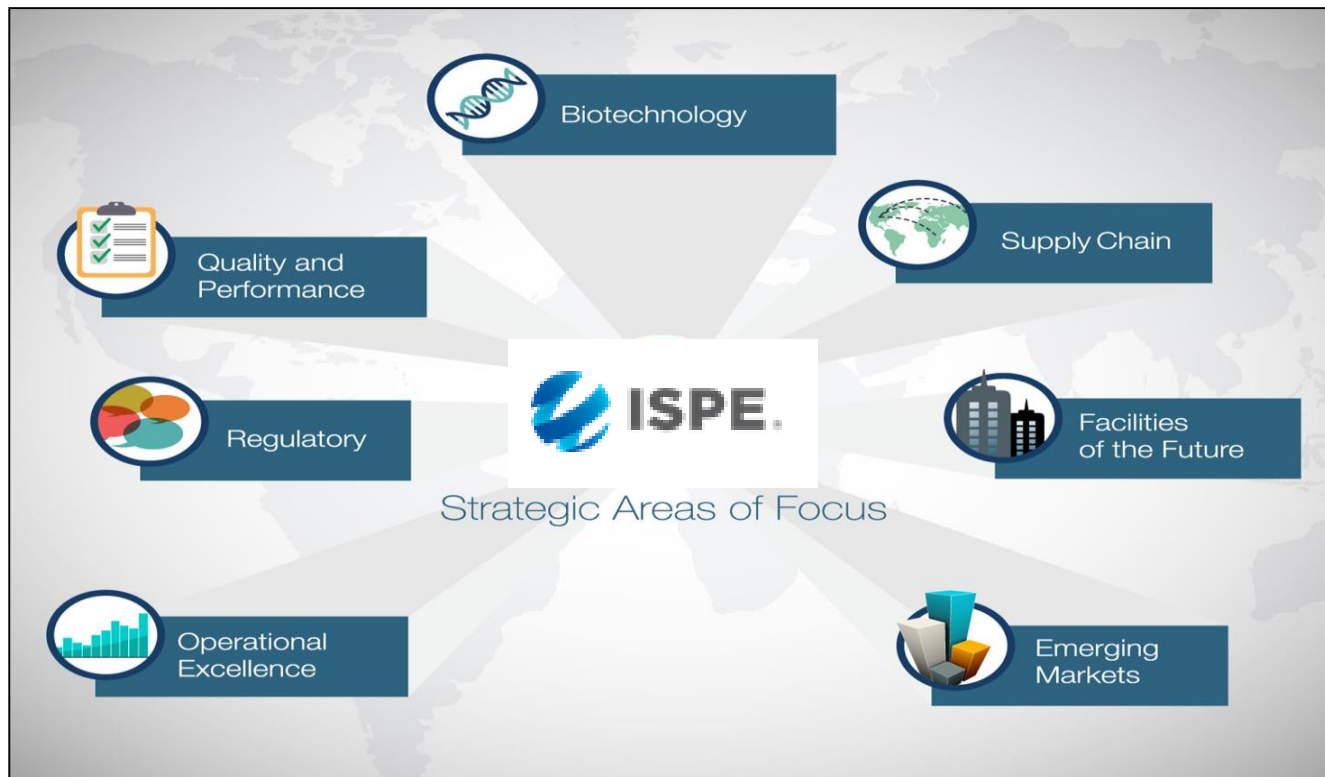 Biotechnology
Supply Chain
Quality and
Performance
ISPE.
Regulatory
Facilities
of the Future
Strategic Areas of Focus
Operational
Excellence
Emerging
Markets